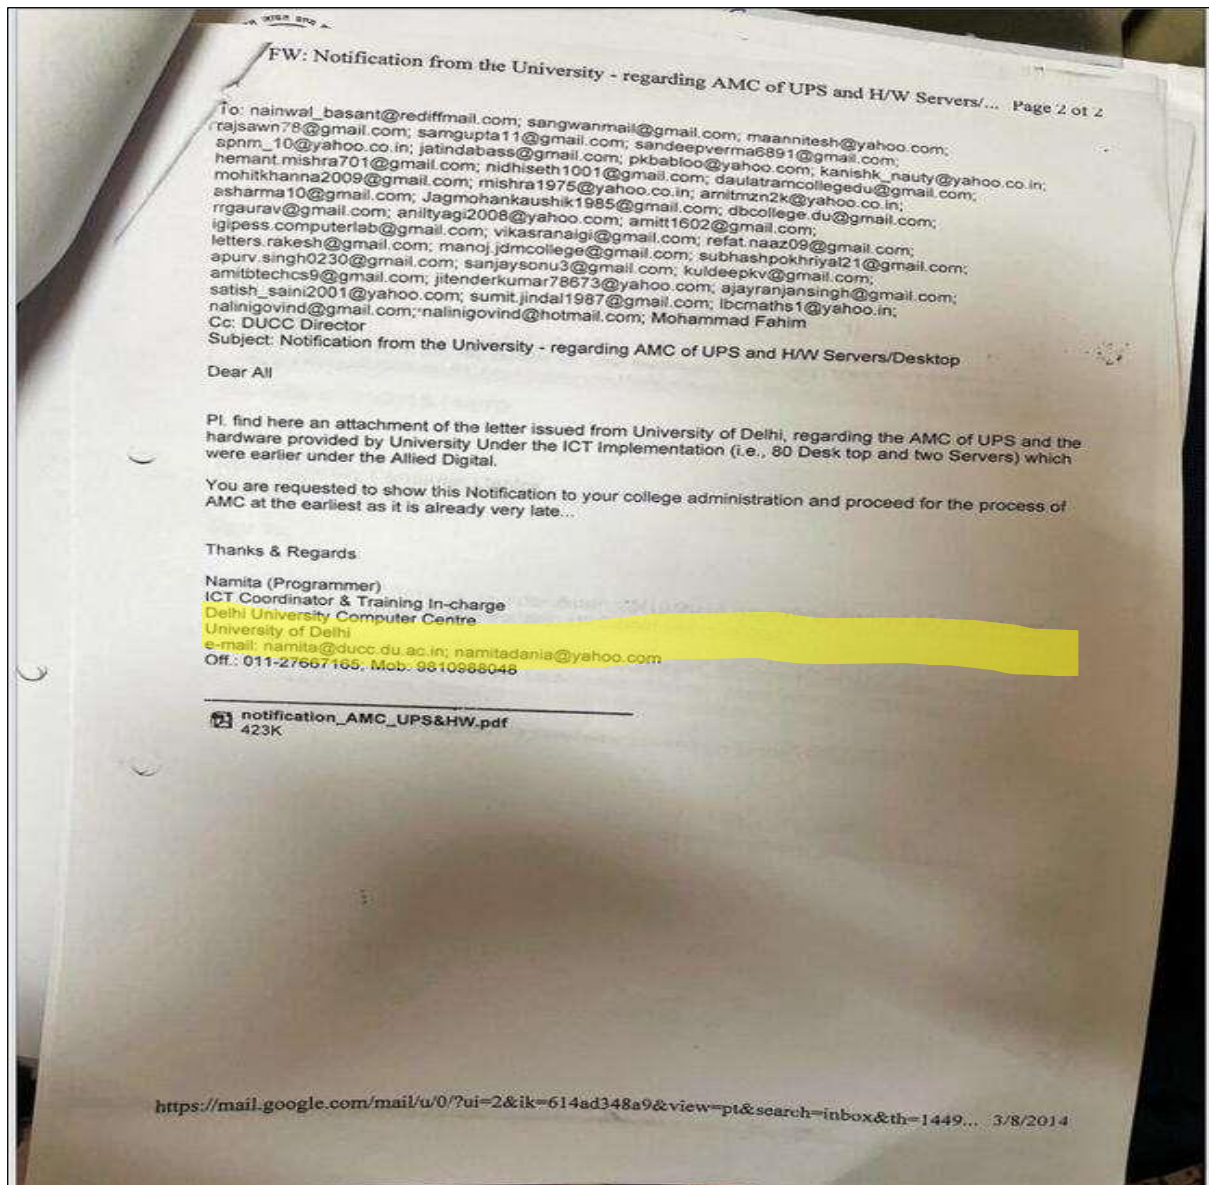 FW: Notification from the University - regarding AMC of UPS and H/W Servers/... Page 2 of 2
To: nainwal_basant@rediffmail.com; sangwanmail@gmail.com; maannitesh@yahoo.com;
rajsawn78@gmail.com; samgupta11@gmail.com; sandeepverma6891@gmail.com;
apnm_10@yahoo.co.in; jatindabass@gmail.com; pkbabloo@yahoo.com; kanishk_nauty@yahoo.co.in;
hemant.mishra701@gmail.com; nidhiseth1001@gmail.com; daulatramcollegedu@gmail.com;
mohitkhanna2009@gmail.com; mishra1975@yahoo.co.in; amitmzn2k@yahoo.co.in;
asharma10@gmail.com; Jagmohankaushik1985@gmail.com; dbcollege.du@gmail.com;
rrgaurav@gmail.com; aniltyagi2008@yahoo.com; amitt1602@gmail.com;
igipess.computerlab@gmail.com; vikasranaigi@gmail.com; refat.naaz09@gmail.com;
letters.rakesh@gmail.com; manoj.jdmcollege@gmail.com; subhashpokhriyal21@gmail.com;
apurv.singh0230@gmail.com; sanjaysonu3@gmail.com; kuldeepkv@gmail.com;
amitbtechcs9@gmail.com; jitenderkumar78673@yahoo.com; ajayranjansingh@gmail.com;
satish_saini2001@yahoo.com; sumit.jindal1987@gmail.com; lbcmaths1@yahoo.in;
nalinigovind@gmail.com; nalinigovind@hotmail.com; Mohammad Fahim
Cc: DUCC Director
Subject: Notification from the University - regarding AMC of UPS and H/W Servers/Desktop
Dear All
Pl. find here an attachment of the letter issued from University of Delhi, regarding the AMC of UPS and the
hardware provided by University Under the ICT Implementation (i.e., 80 Desk top and two Servers) which
were earlier under the Allied Digital.
You are requested to show this Notification to your college administration and proceed for the process of
AMC at the earliest as it is already very late...
Thanks & Regards
Namita (Programmer)
ICT Coordinator & Training In-charge
Delhi University Computer Centre
University of Delhi
e-mail: namita@ducc.du.ac.in; namitadania@yahoo.com
Off.: 011-27667165; Mob. 9810988048
notification_AMC_UPS&HW.pdf
423K
https://mail.google.com/mail/u/0/?ui=2&ik=614ad348a9&view=pt&search=inbox&th=1449... 3/8/2014